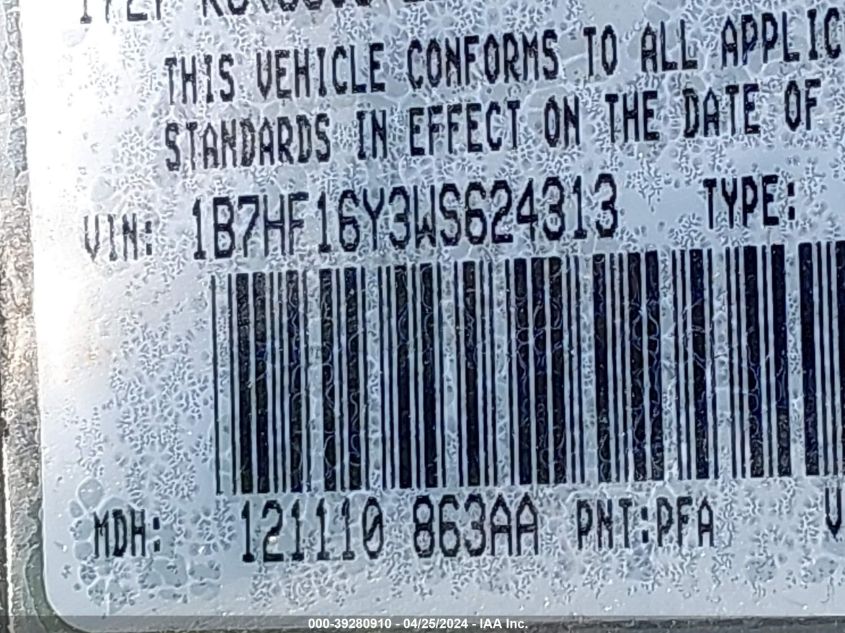 THIS VEHICLE CONFORMS TO ALL APPLIC
STANDARDS IN EFFECT ON THE DATE OF
VIN: 1B7HF16Y3WS624313 TYPE:
MDH: 121110 863AA PNT:PFA V
000-39280910 - 04/25/2024 - IAA Inc.